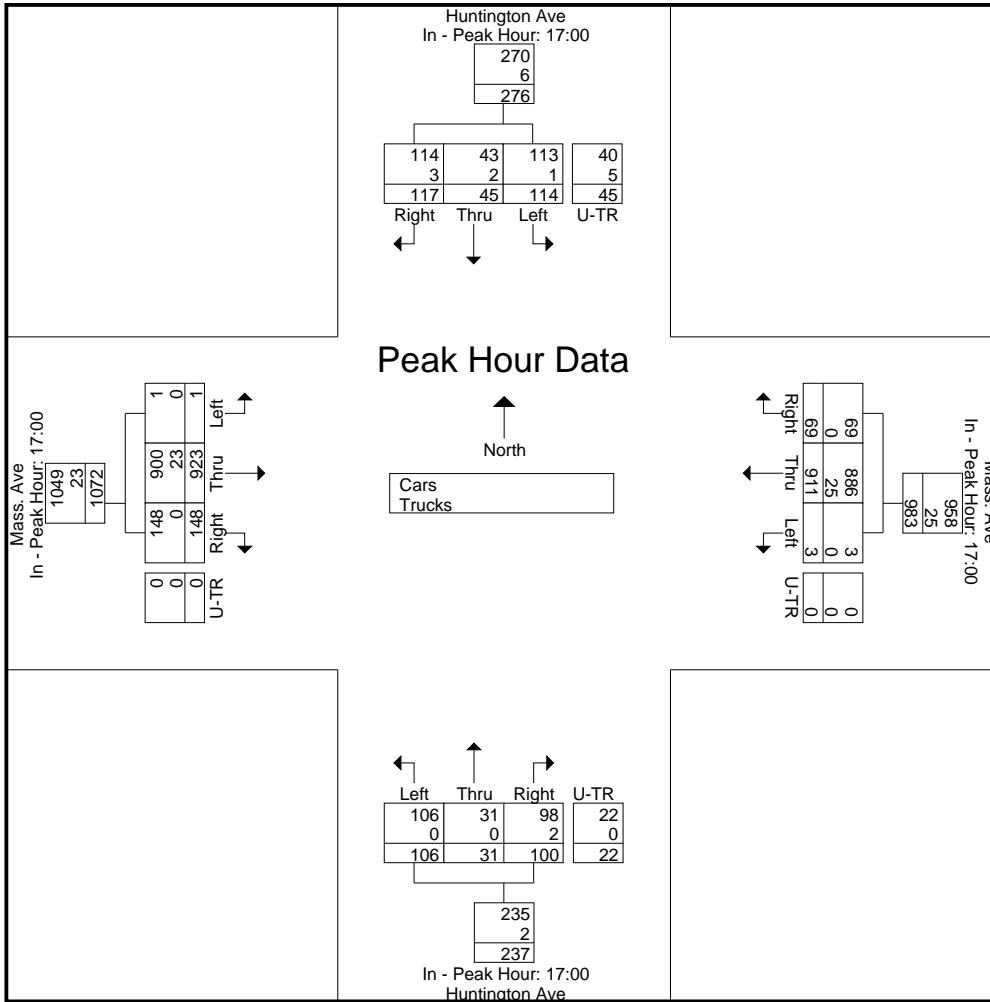 Huntington Ave
In - Peak Hour: 17:00
270
6
276
114 43 113 40
3 2 1 5
117 45 114 45
Right Thru Left U-TR
Peak Hour Data
North
Cars
Trucks
Mass. Ave
In - Peak Hour: 17:00
1049
23
1072
1 0 1
Left
900 23 923
Thru
148 0 148
Right
0 0 0
U-TR
Mass. Ave
In - Peak Hour: 17:00
958
25
983
Right
69 0 69
Thru
911 25 886
Left
3 0 3
U-TR
0 0 0
Left Thru Right U-TR
106 31 98 22
0 0 2 0
106 31 100 22
235
2
237
In - Peak Hour: 17:00
Huntington Ave